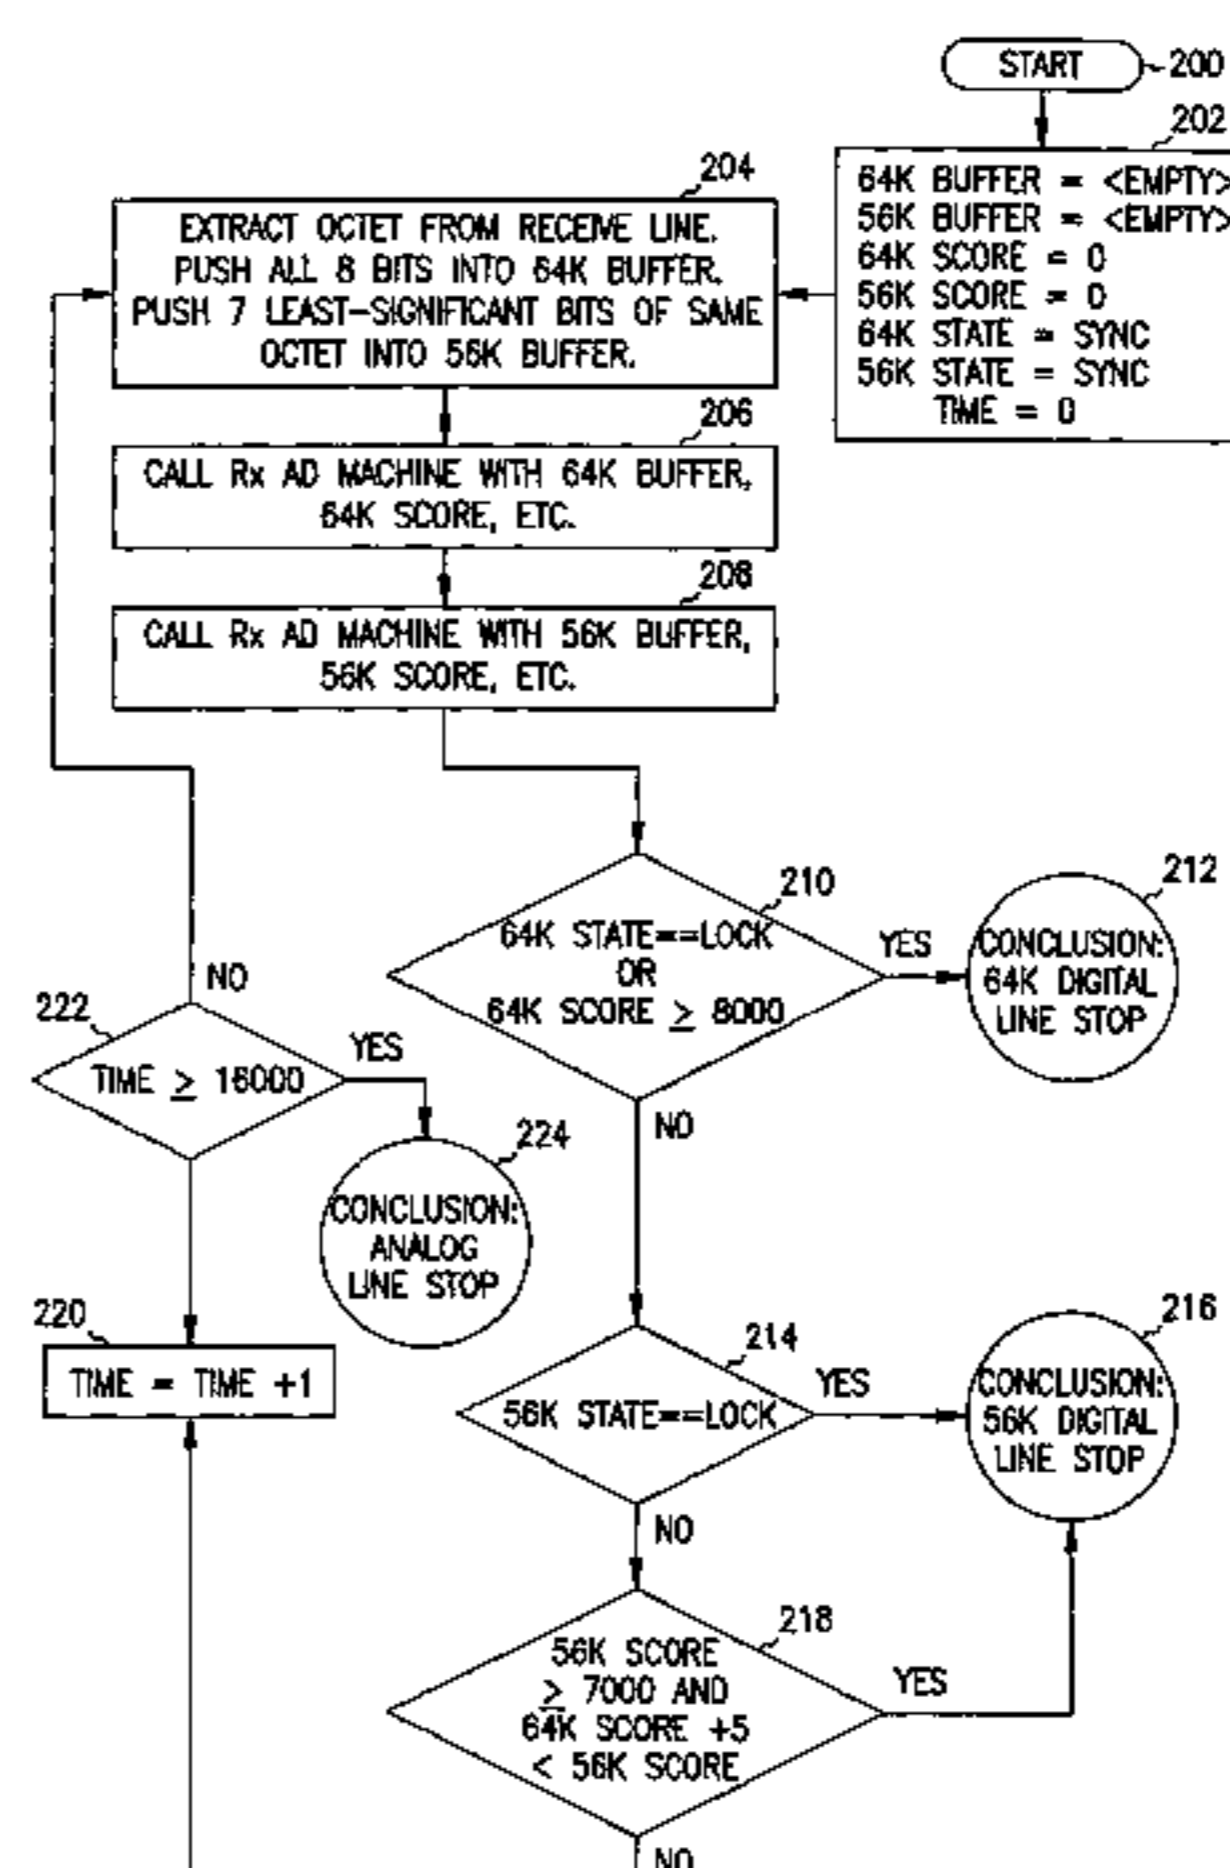 START
200
202
64K BUFFER = <EMPTY>
56K BUFFER = <EMPTY>
64K SCORE = 0
56K SCORE = 0
64K STATE = SYNC
56K STATE = SYNC
TIME = 0
204
EXTRACT OCTET FROM RECEIVE LINE.
PUSH ALL 8 BITS INTO 64K BUFFER.
PUSH 7 LEAST-SIGNIFICANT BITS OF SAME
OCTET INTO 56K BUFFER.
206
CALL Rx AD MACHINE WITH 64K BUFFER,
64K SCORE, ETC.
208
CALL Rx AD MACHINE WITH 56K BUFFER,
56K SCORE, ETC.
210
64K STATE==LOCK
OR
64K SCORE ≥ 8000
YES
212
CONCLUSION:
64K DIGITAL
LINE STOP
NO
NO
222
TIME ≥ 16000
YES
224
CONCLUSION:
ANALOG
LINE STOP
220
TIME = TIME +1
214
56K STATE==LOCK
YES
216
CONCLUSION:
56K DIGITAL
LINE STOP
NO
218
56K SCORE
≥ 7000 AND
64K SCORE +5
< 56K SCORE
YES
NO